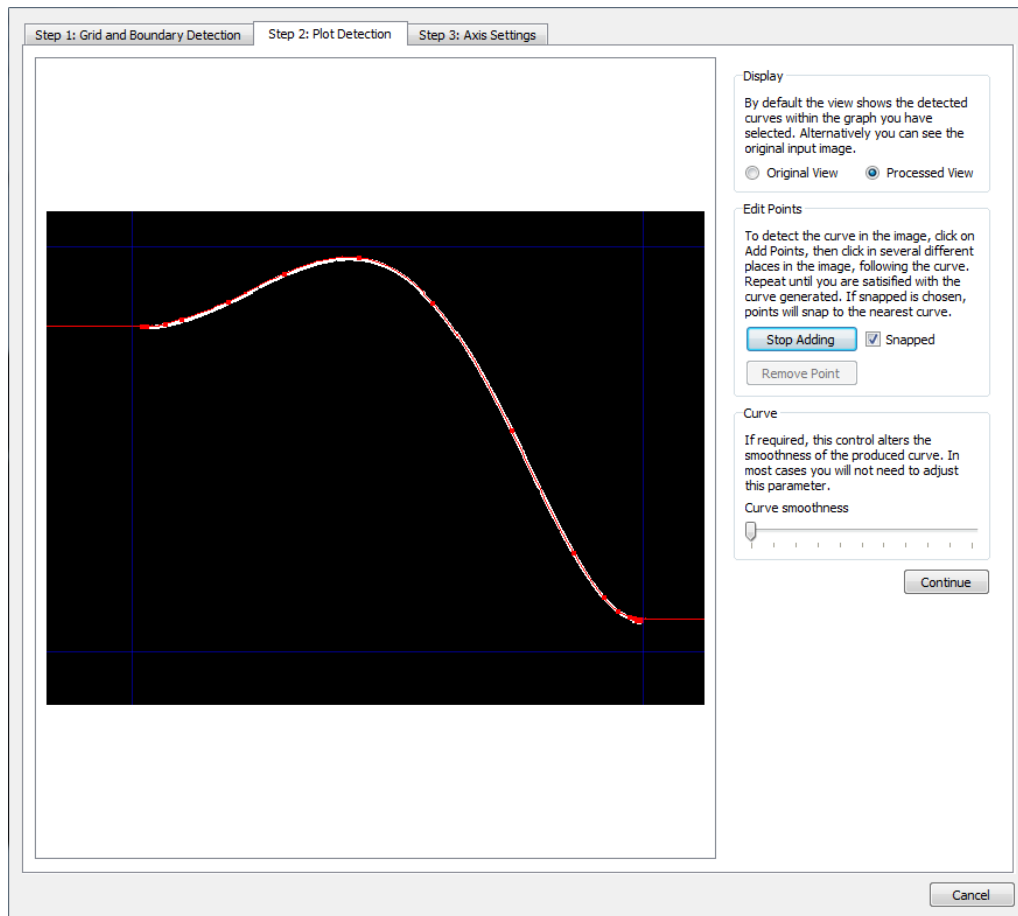 Step 1: Grid and Boundary Detection
Step 2: Plot Detection
Step 3: Axis Settings
Display
By default the view shows the detected
curves within the graph you have
selected. Alternatively you can see the
original input image.
Original View
Processed View
Edit Points
To detect the curve in the image, click on
Add Points, then click in several different
places in the image, following the curve.
Repeat until you are satisified with the
curve generated. If snapped is chosen,
points will snap to the nearest curve.
Stop Adding
Snapped
Remove Point
Curve
If required, this control alters the
smoothness of the produced curve. In
most cases you will not need to adjust
this parameter.
Curve smoothness
Continue
Cancel